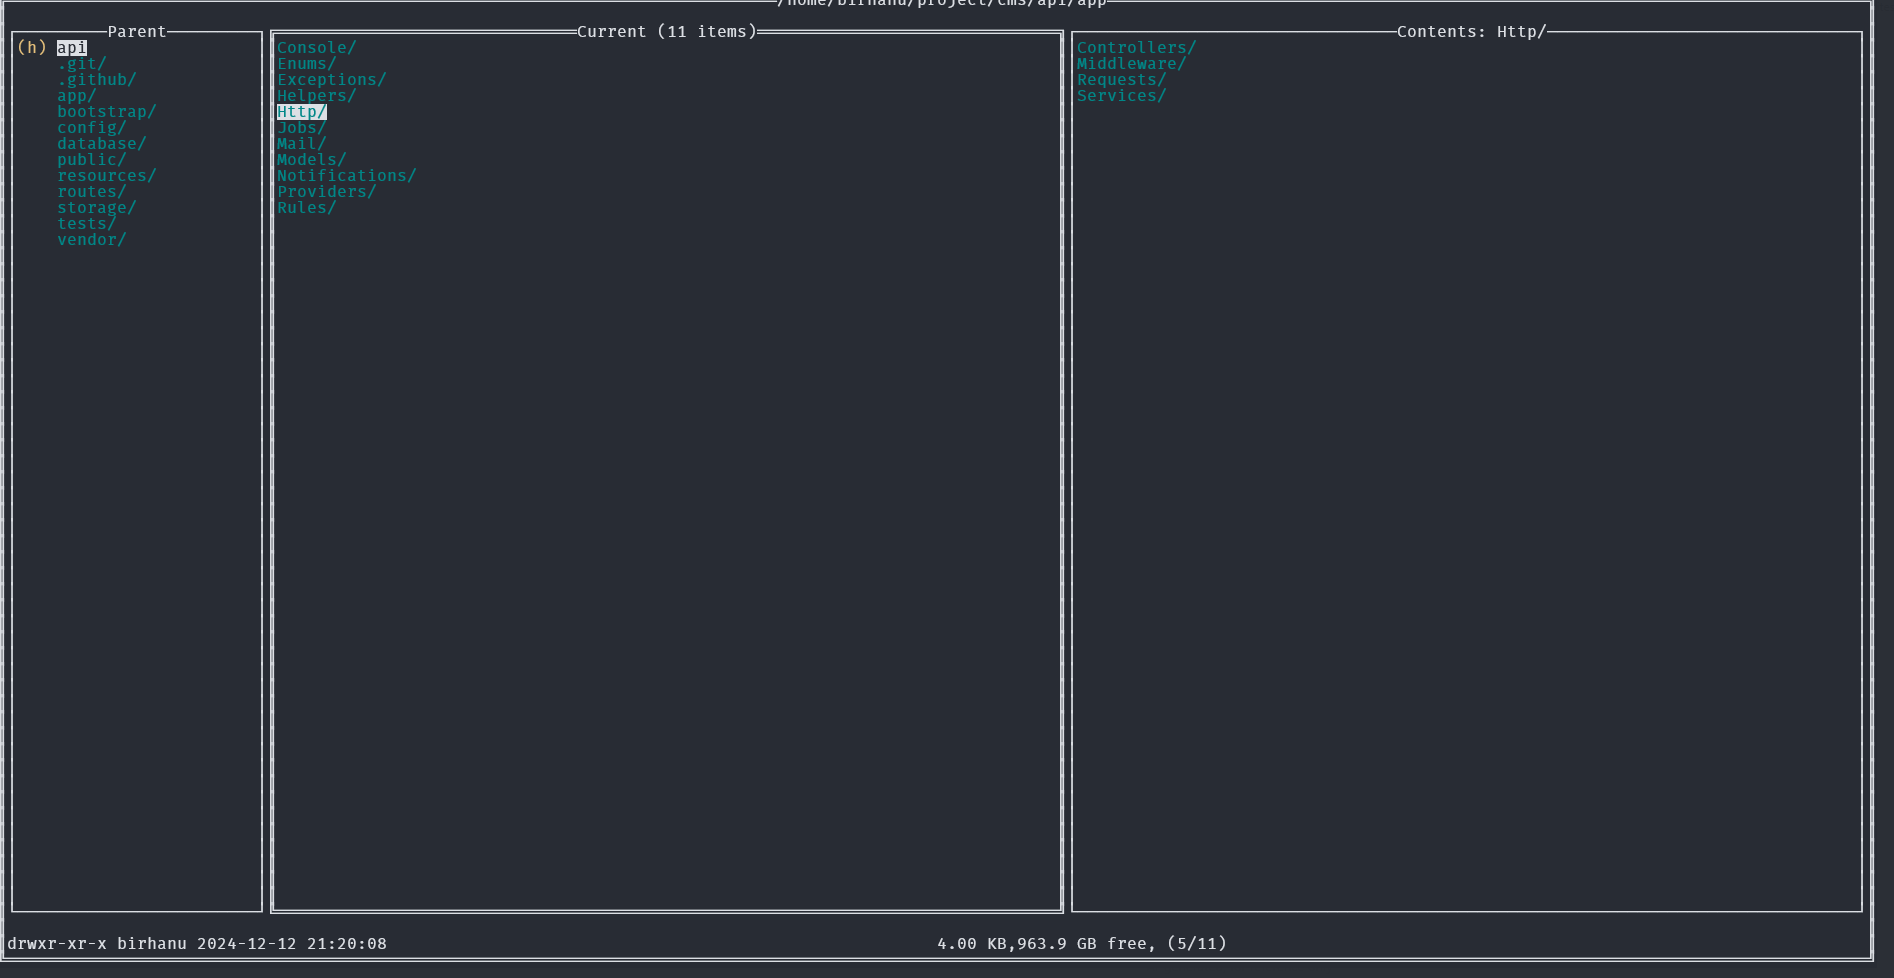 /home/birhanu/project/cms/api/app
Parent
(h) api
.git/
.github/
app/
bootstrap/
config/
database/
public/
resources/
routes/
storage/
tests/
vendor/
Current (11 items)
Console/
Enums/
Exceptions/
Helpers/
Http/
Jobs/
Mail/
Models/
Notifications/
Providers/
Rules/
Contents: Http/
Controllers/
Middleware/
Requests/
Services/
drwxr-xr-x birhanu 2024-12-12 21:20:08
4.00 KB,963.9 GB free, (5/11)